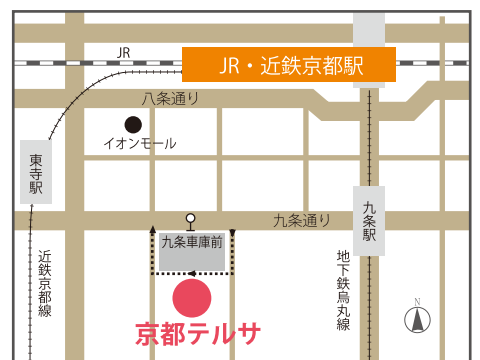 JR
JR・近鉄京都駅
八条通り
イオンモール
東寺駅
九条駅
九条通り
九条車庫前
近鉄京都線
地下鉄烏丸線
N
京都テルサ